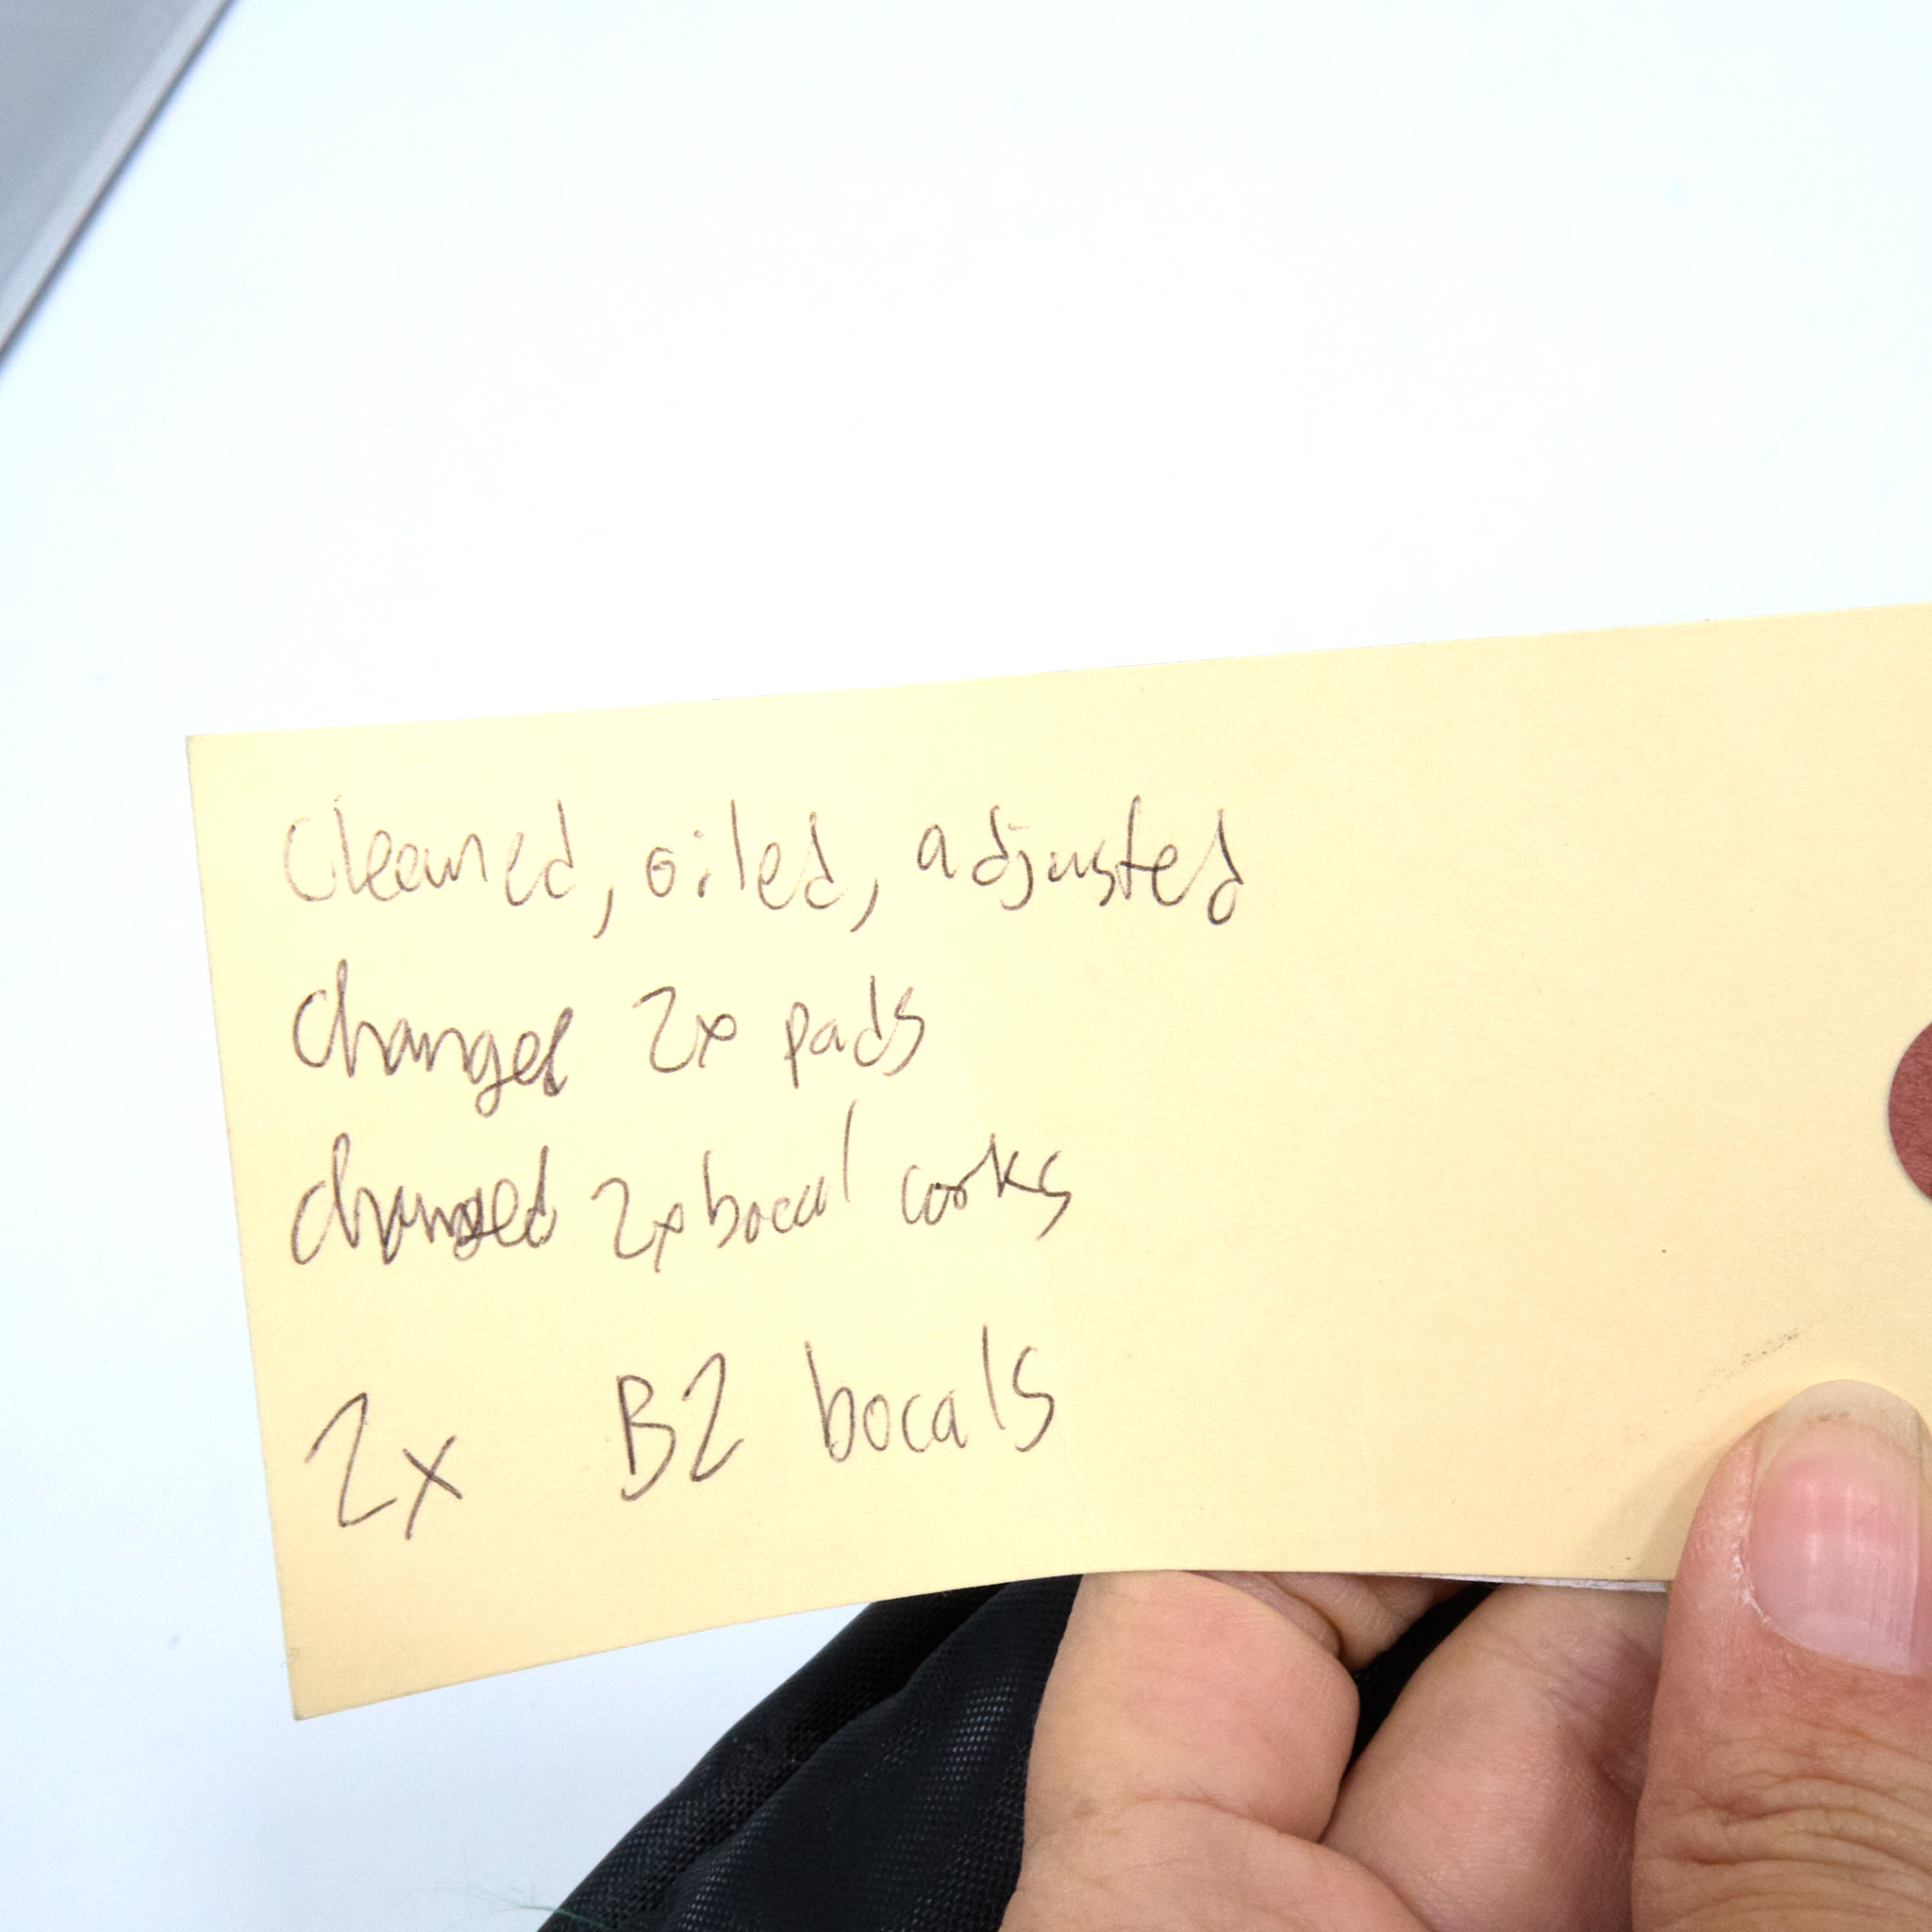 Cleaned, oiled, adjusted
Changed 2x pads
changed 2x bocal corks
2x B2 bocals